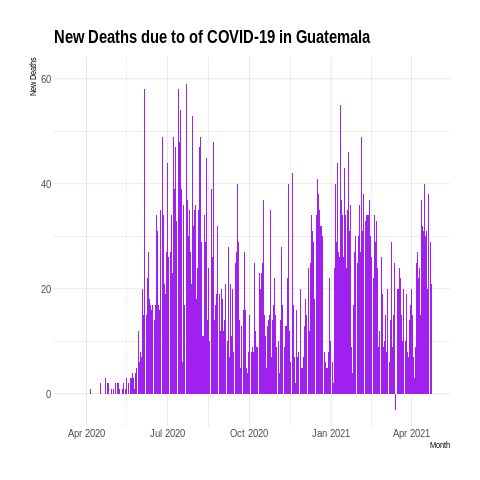 New Deaths due to of COVID-19 in Guatemala
New Deaths
60
40
20
0
Apr 2020 Jul 2020 Oct 2020 Jan 2021 Apr 2021
Month